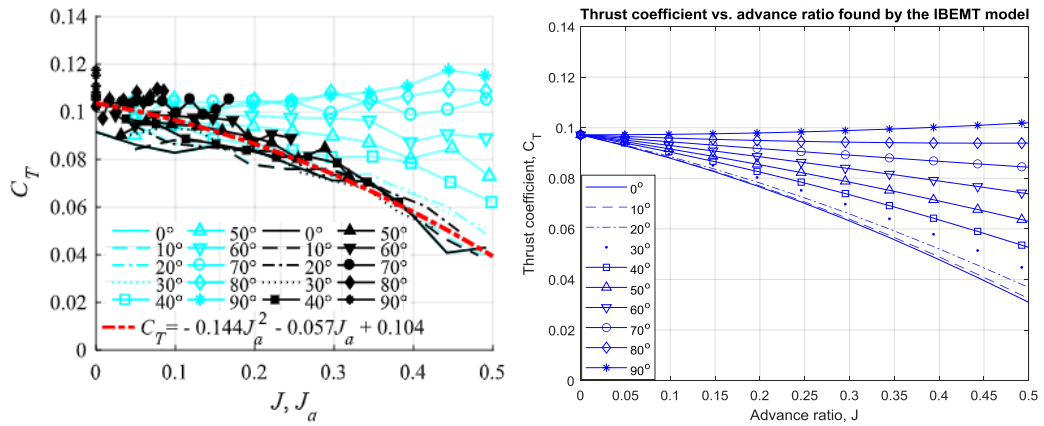 0.14
0.12
0.1
0.08
0.06
0.04
0.02
0
C_T
0° 50° 0° 50°
10° 60° 10° 60°
20° 70° 20° 70°
30° 80° 30° 80°
40° 90° 40° 90°
C_T = - 0.144J_a^2 - 0.057J_a + 0.104
0 0.1 0.2 0.3 0.4 0.5
J, J_a
Thrust coefficient vs. advance ratio found by the IBEMT model
0.14
0.12
0.1
0.08
0.06
0.04
0.02
0
Thrust coefficient, C_T
0°
10°
20°
30°
40°
50°
60°
70°
80°
90°
0 0.05 0.1 0.15 0.2 0.25 0.3 0.35 0.4 0.45 0.5
Advance ratio, J